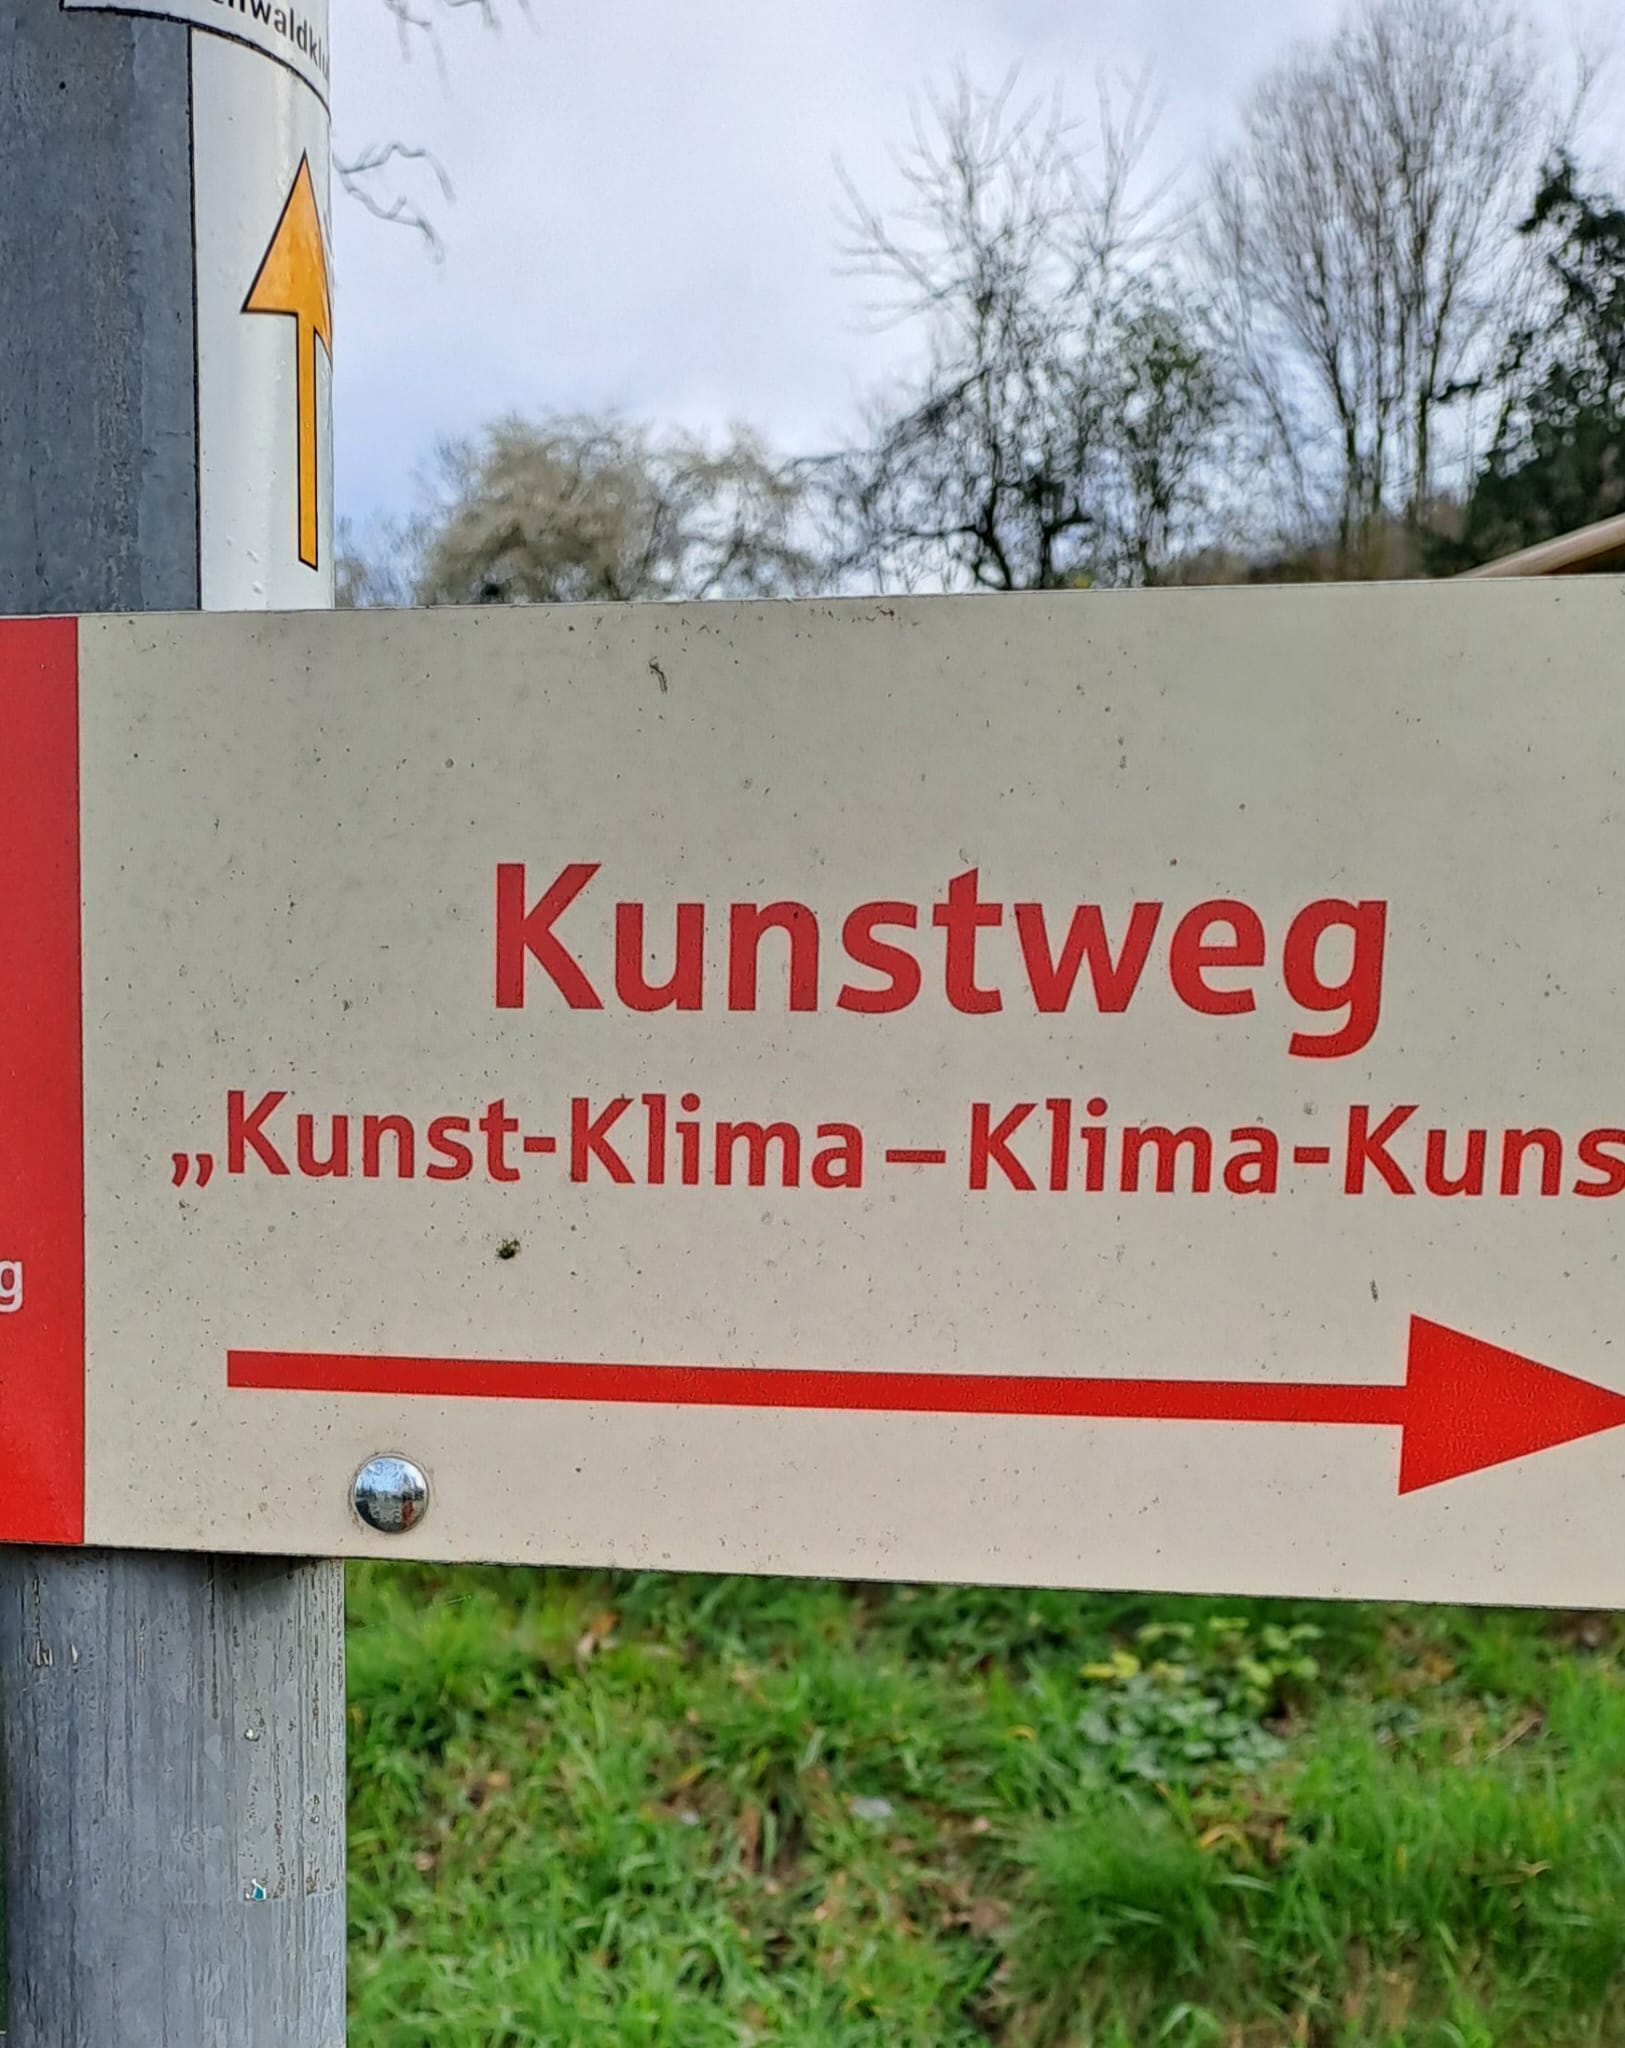 Kunstweg
„Kunst-Klima – Klima-Kuns
g